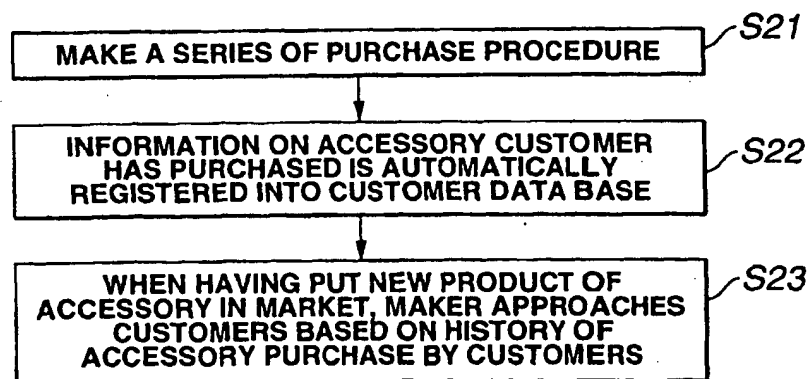 MAKE A SERIES OF PURCHASE PROCEDURE
S21
INFORMATION ON ACCESSORY CUSTOMER
HAS PURCHASED IS AUTOMATICALLY
REGISTERED INTO CUSTOMER DATA BASE
S22
WHEN HAVING PUT NEW PRODUCT OF
ACCESSORY IN MARKET, MAKER APPROACHES
CUSTOMERS BASED ON HISTORY OF
ACCESSORY PURCHASE BY CUSTOMERS
S23